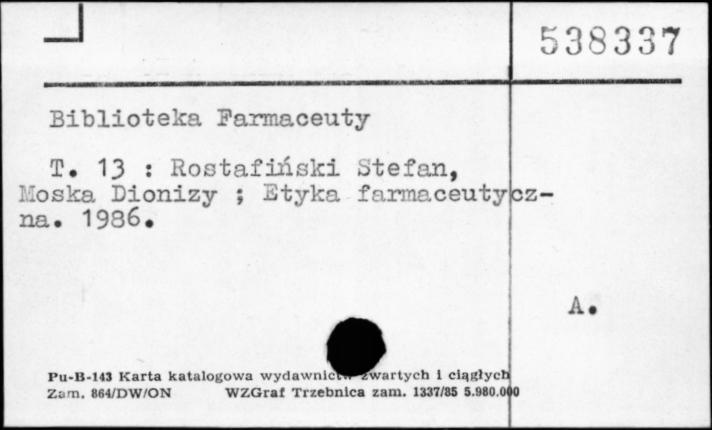 538337
Biblioteka Farmaceuty
T. 13 : Rostafiński Stefan,
Moska Dionizy ; Etyka farmaceutycz-
na. 1986.
A.
Pu-B-143 Karta katalogowa wydawnictw zwartych i ciągłych
Zam. 864/DW/ON WZGraf Trzebnica zam. 1337/85 5.980.000